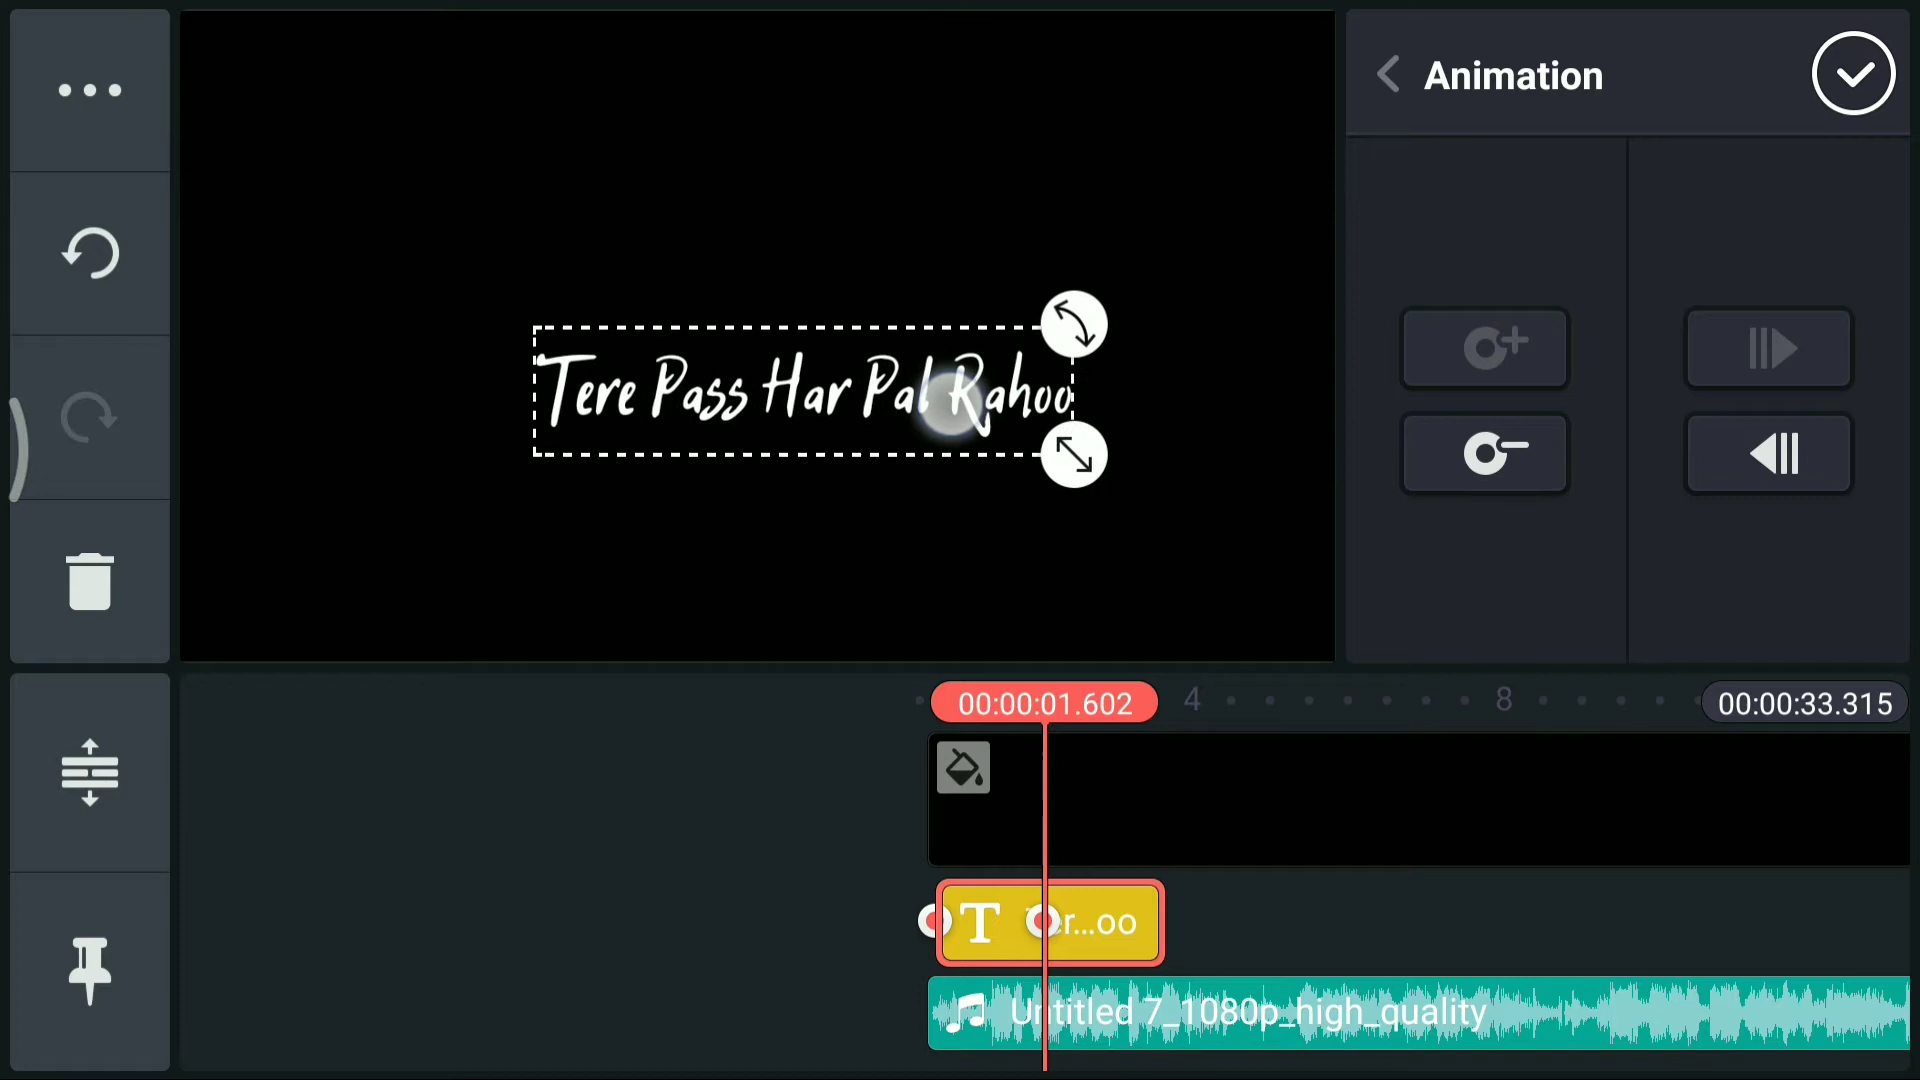 Animation
Tere Pass Har Pal Rahoo
00:00:01.602
4
8
00:00:33.315
T
er...oo
Untitled 7_1080p_high_quality